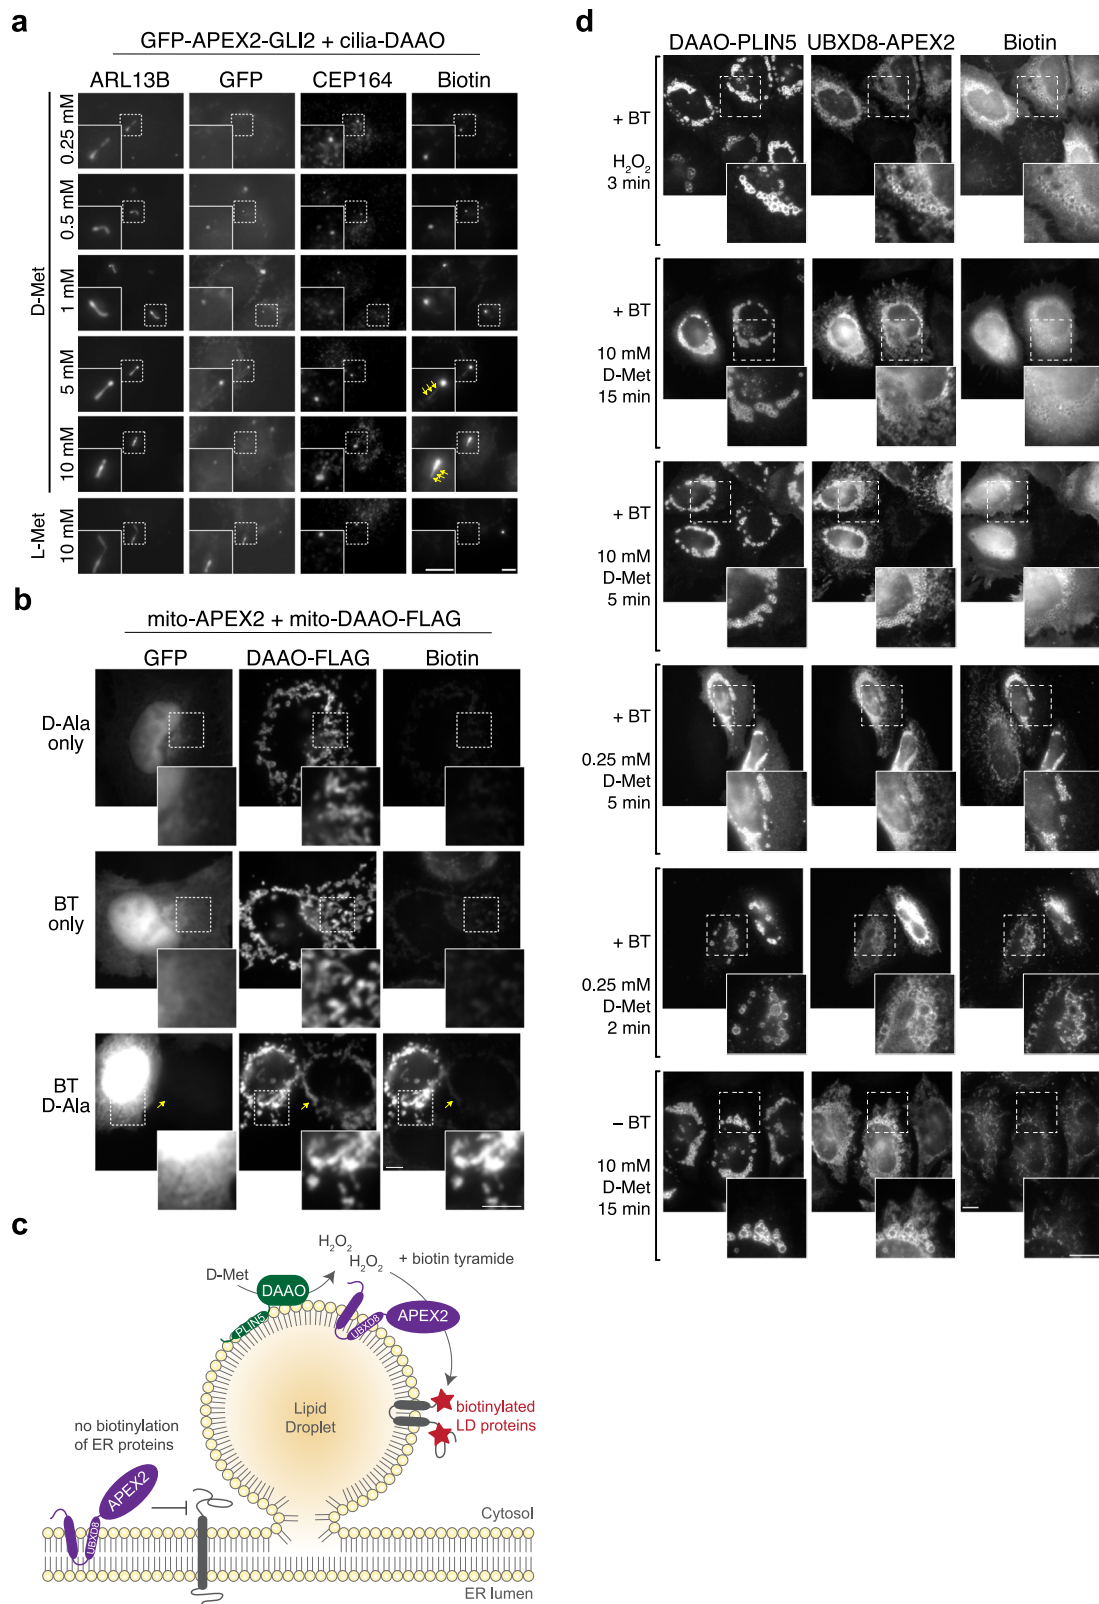 a
GFP-APEX2-GLI2 + cilia-DAAO
ARL13B GFP CEP164 Biotin
D-Met
0.25 mM
0.5 mM
1 mM
5 mM
10 mM
L-Met
10 mM
b
mito-APEX2 + mito-DAAO-FLAG
GFP DAAO-FLAG Biotin
D-Ala
only
BT
only
BT
D-Ala
c
H₂O₂
H₂O₂
+ biotin tyramide
D-Met
DAAO
PLIN5
UBXD8
APEX2
Lipid
Droplet
biotinylated
LD proteins
no biotinylation
of ER proteins
APEX2
UBXD8
Cytosol
ER lumen
d
DAAO-PLIN5 UBXD8-APEX2 Biotin
+ BT
H₂O₂
3 min
+ BT
10 mM
D-Met
15 min
+ BT
10 mM
D-Met
5 min
+ BT
0.25 mM
D-Met
5 min
+ BT
0.25 mM
D-Met
2 min
– BT
10 mM
D-Met
15 min